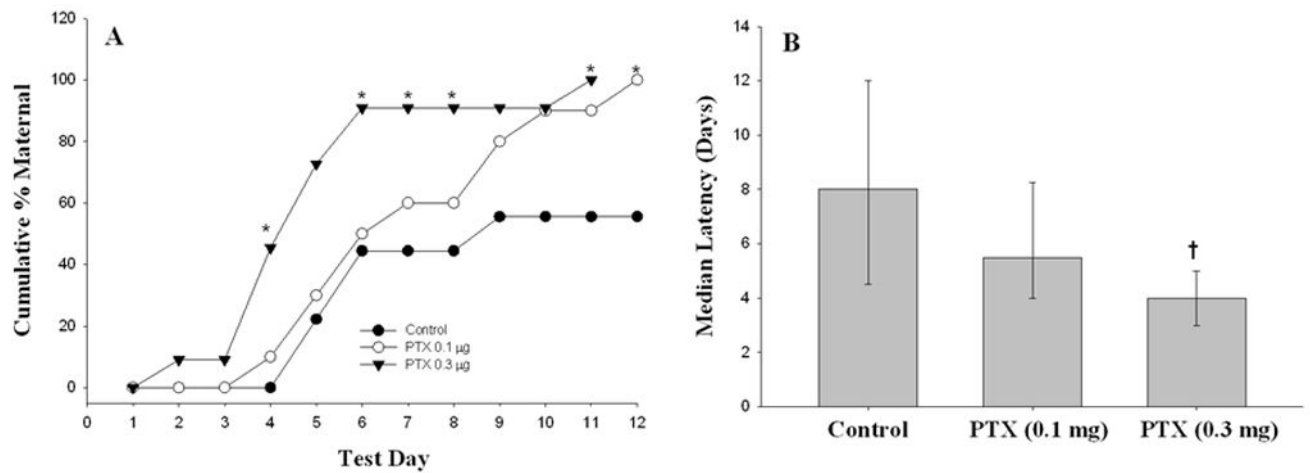 A
120
100
80
60
40
20
0
Cumulative % Maternal
* * * * * * *
Control
PTX 0.1 µg
PTX 0.3 µg
0 1 2 3 4 5 6 7 8 9 10 11 12
Test Day
B
14
12
10
8
6
4
2
0
Median Latency (Days)
†
Control PTX (0.1 mg) PTX (0.3 mg)